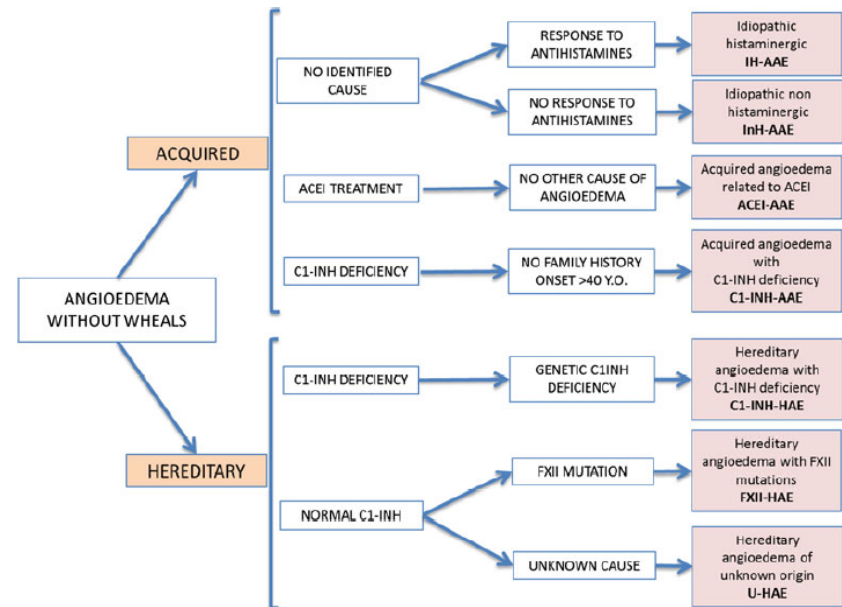 ANGIOEDEMA
WITHOUT WHEALS
ACQUIRED
NO IDENTIFIED
CAUSE
RESPONSE TO
ANTIHISTAMINES
Idiopathic
histaminergic
IH-AAE
NO RESPONSE TO
ANTIHISTAMINES
Idiopathic non
histaminergic
InH-AAE
ACEI TREATMENT
NO OTHER CAUSE OF
ANGIOEDEMA
Acquired angioedema
related to ACEI
ACEI-AAE
C1-INH DEFICIENCY
NO FAMILY HISTORY
ONSET >40 Y.O.
Acquired angioedema
with
C1-INH deficiency
C1-INH-AAE
HEREDITARY
C1-INH DEFICIENCY
GENETIC C1INH
DEFICIENCY
Hereditary
angioedema with
C1-INH deficiency
C1-INH-HAE
NORMAL C1-INH
FXII MUTATION
Hereditary
angioedema with FXII
mutations
FXII-HAE
UNKNOWN CAUSE
Hereditary
angioedema of
unknown origin
U-HAE